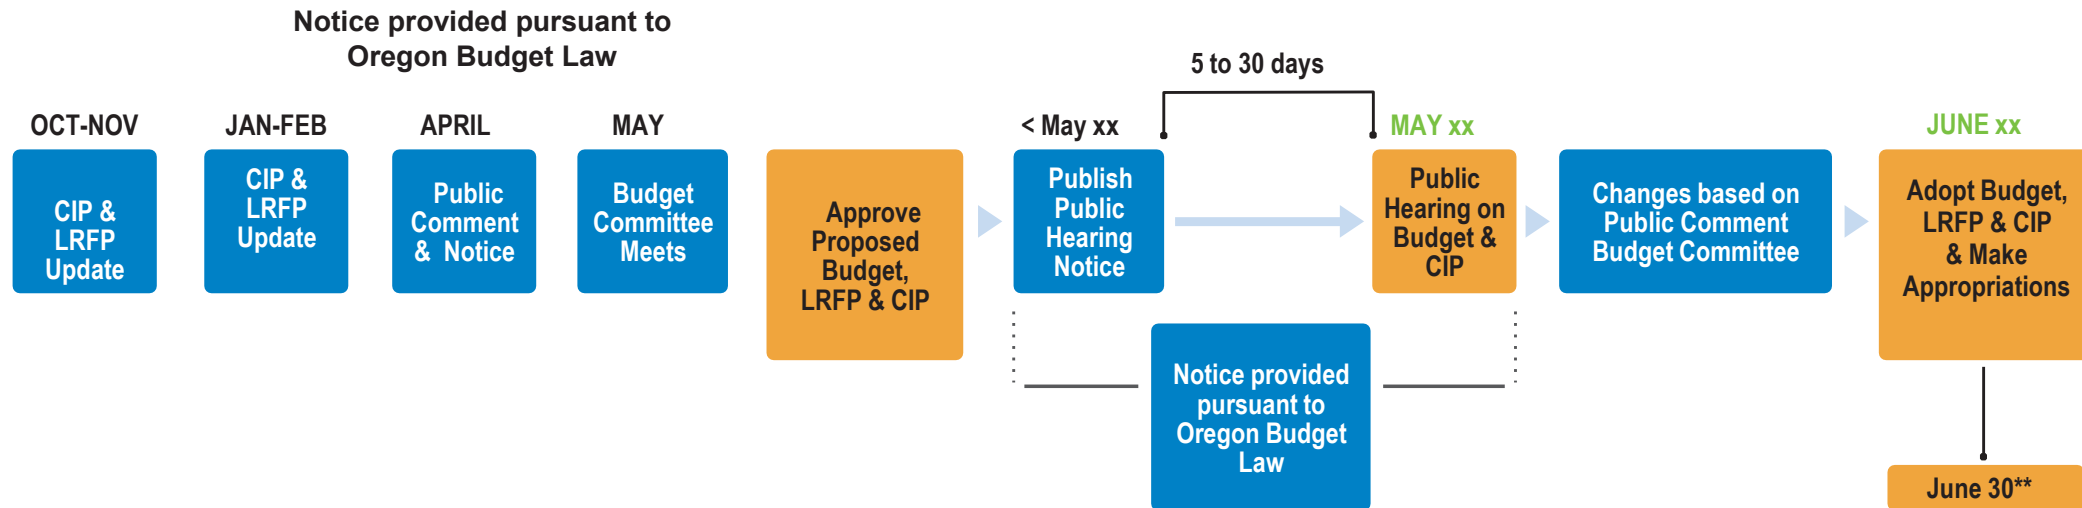 Notice provided pursuant to
Oregon Budget Law
5 to 30 days
OCT-NOV
JAN-FEB
APRIL
MAY
< May xx
MAY xx
JUNE xx
CIP &
LRFP
Update
CIP &
LRFP
Update
Public
Comment
& Notice
Budget
Committee
Meets
Approve
Proposed
Budget,
LRFP & CIP
Publish
Public
Hearing
Notice
Public
Hearing on
Budget &
CIP
Changes based on
Public Comment
Budget Committee
Adopt Budget,
LRFP & CIP
& Make
Appropriations
Notice provided
pursuant to
Oregon Budget
Law
June 30**